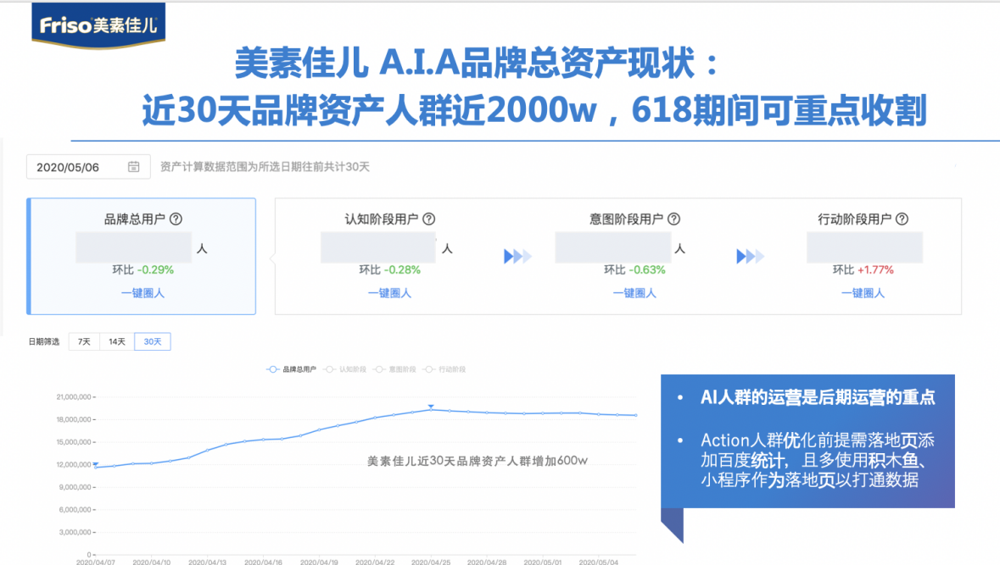 Friso美素佳儿
美素佳儿 A.I.A品牌总资产现状：
近30天品牌资产人群近2000w，618期间可重点收割
2020/05/06
资产计算数据范围为所选日期往前共计30天
品牌总用户?
人
环比 -0.29%
一键圈人
认知阶段用户?
人
环比 -0.28%
一键圈人
意图阶段用户?
人
环比 -0.63%
一键圈人
行动阶段用户?
环比 +1.77%
一键圈人
日期筛选 7天 14天 30天
品牌总用户 认知阶段 意图阶段 行动阶段
21,000,000
18,000,000
15,000,000
12,000,000
9,000,000
6,000,000
3,000,000
0
美素佳儿近30天品牌资产人群增加600w
2020/04/07 2020/04/10 2020/04/13 2020/04/16 2020/04/19 2020/04/22 2020/04/25 2020/04/28 2020/05/01 2020/05/04
• AI人群的运营是后期运营的重点
• Action人群优化前提需落地页添
加百度统计，且多使用积木鱼、
小程序作为落地页以打通数据